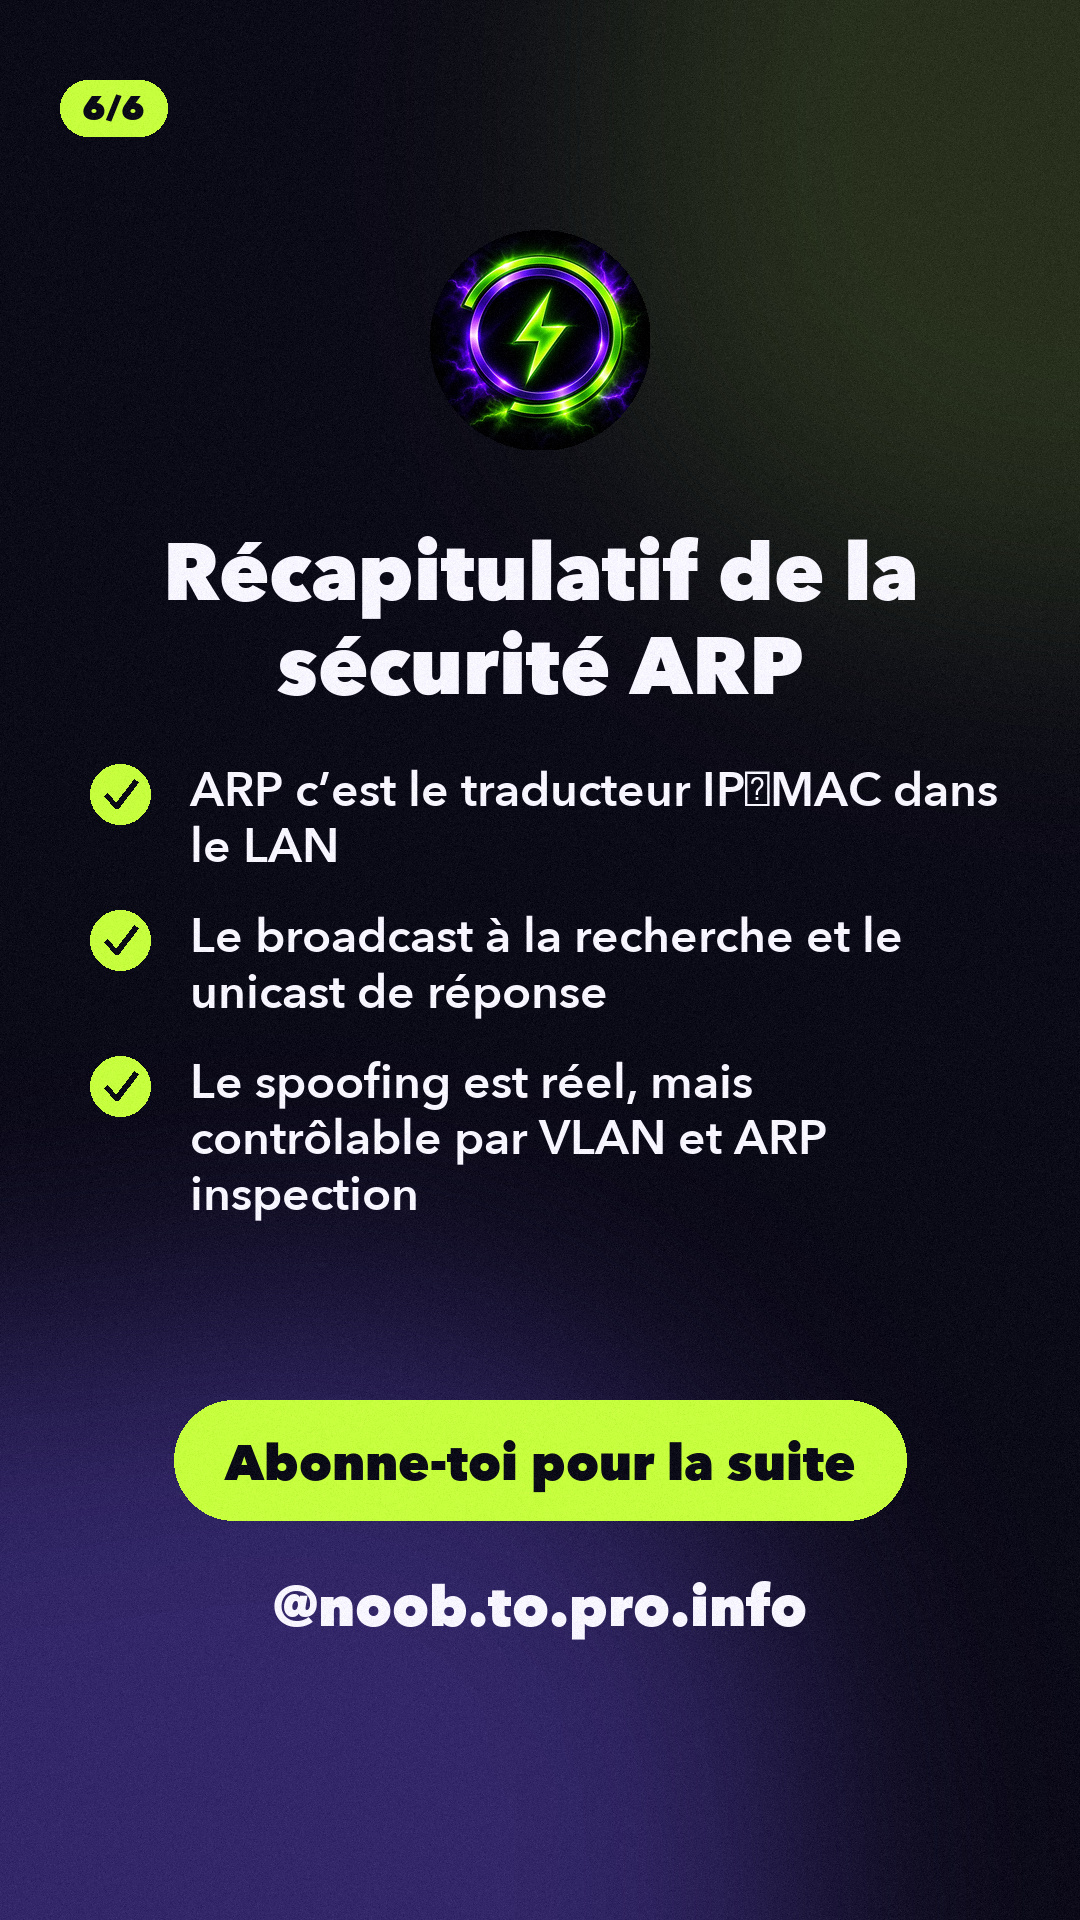 6/6
Récapitulatif de la
sécurité ARP
ARP c’est le traducteur IP⍰MAC dans
le LAN
Le broadcast à la recherche et le
unicast de réponse
Le spoofing est réel, mais
contrôlable par VLAN et ARP
inspection
Abonne-toi pour la suite
@noob.to.pro.info